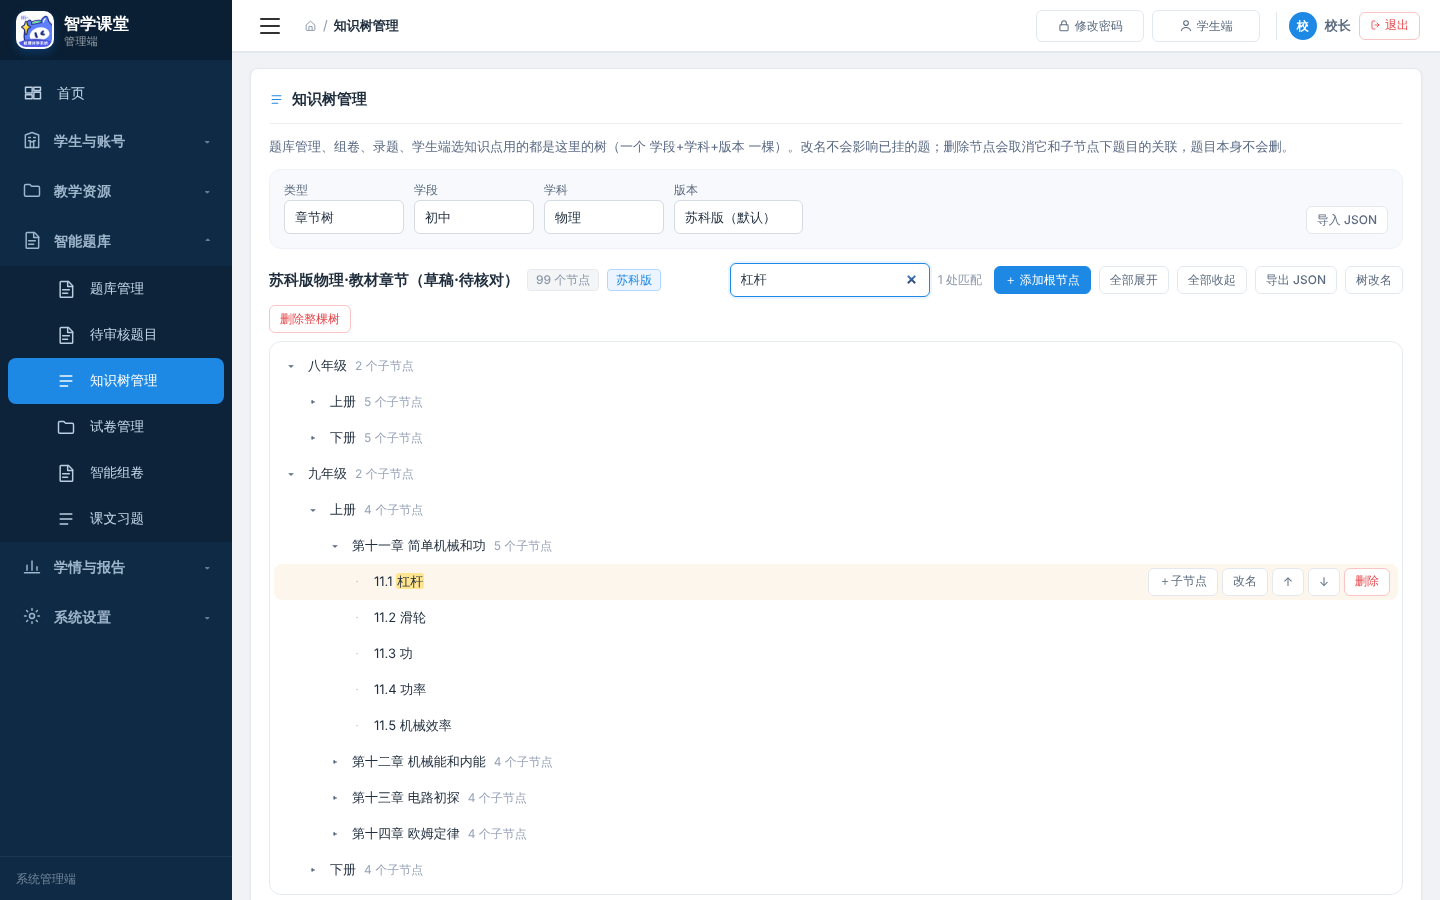 智学课堂
管理端
首页
学生与账号
教学资源
智能题库
题库管理
待审核题目
知识树管理
试卷管理
智能组卷
课文习题
学情与报告
系统设置
系统管理端
/ 知识树管理
修改密码
学生端
校 校长
退出
知识树管理
题库管理、组卷、录题、学生端选知识点用的都是这里的树（一个 学段+学科+版本 一棵）。改名不会影响已挂的题；删除节点会取消它和子节点下题目的关联，题目本身不会删。
类型 学段 学科 版本
章节树 初中 物理 苏科版（默认） 导入 JSON
苏科版物理·教材章节（草稿·待核对） 99 个节点 苏科版 杠杆 × 1 处匹配 + 添加根节点 全部展开 全部收起 导出 JSON 树改名
删除整棵树
八年级 2 个子节点
上册 5 个子节点
下册 5 个子节点
九年级 2 个子节点
上册 4 个子节点
第十一章 简单机械和功 5 个子节点
11.1 杠杆 +子节点 改名 ↑ ↓ 删除
11.2 滑轮
11.3 功
11.4 功率
11.5 机械效率
第十二章 机械能和内能 4 个子节点
第十三章 电路初探 4 个子节点
第十四章 欧姆定律 4 个子节点
下册 4 个子节点